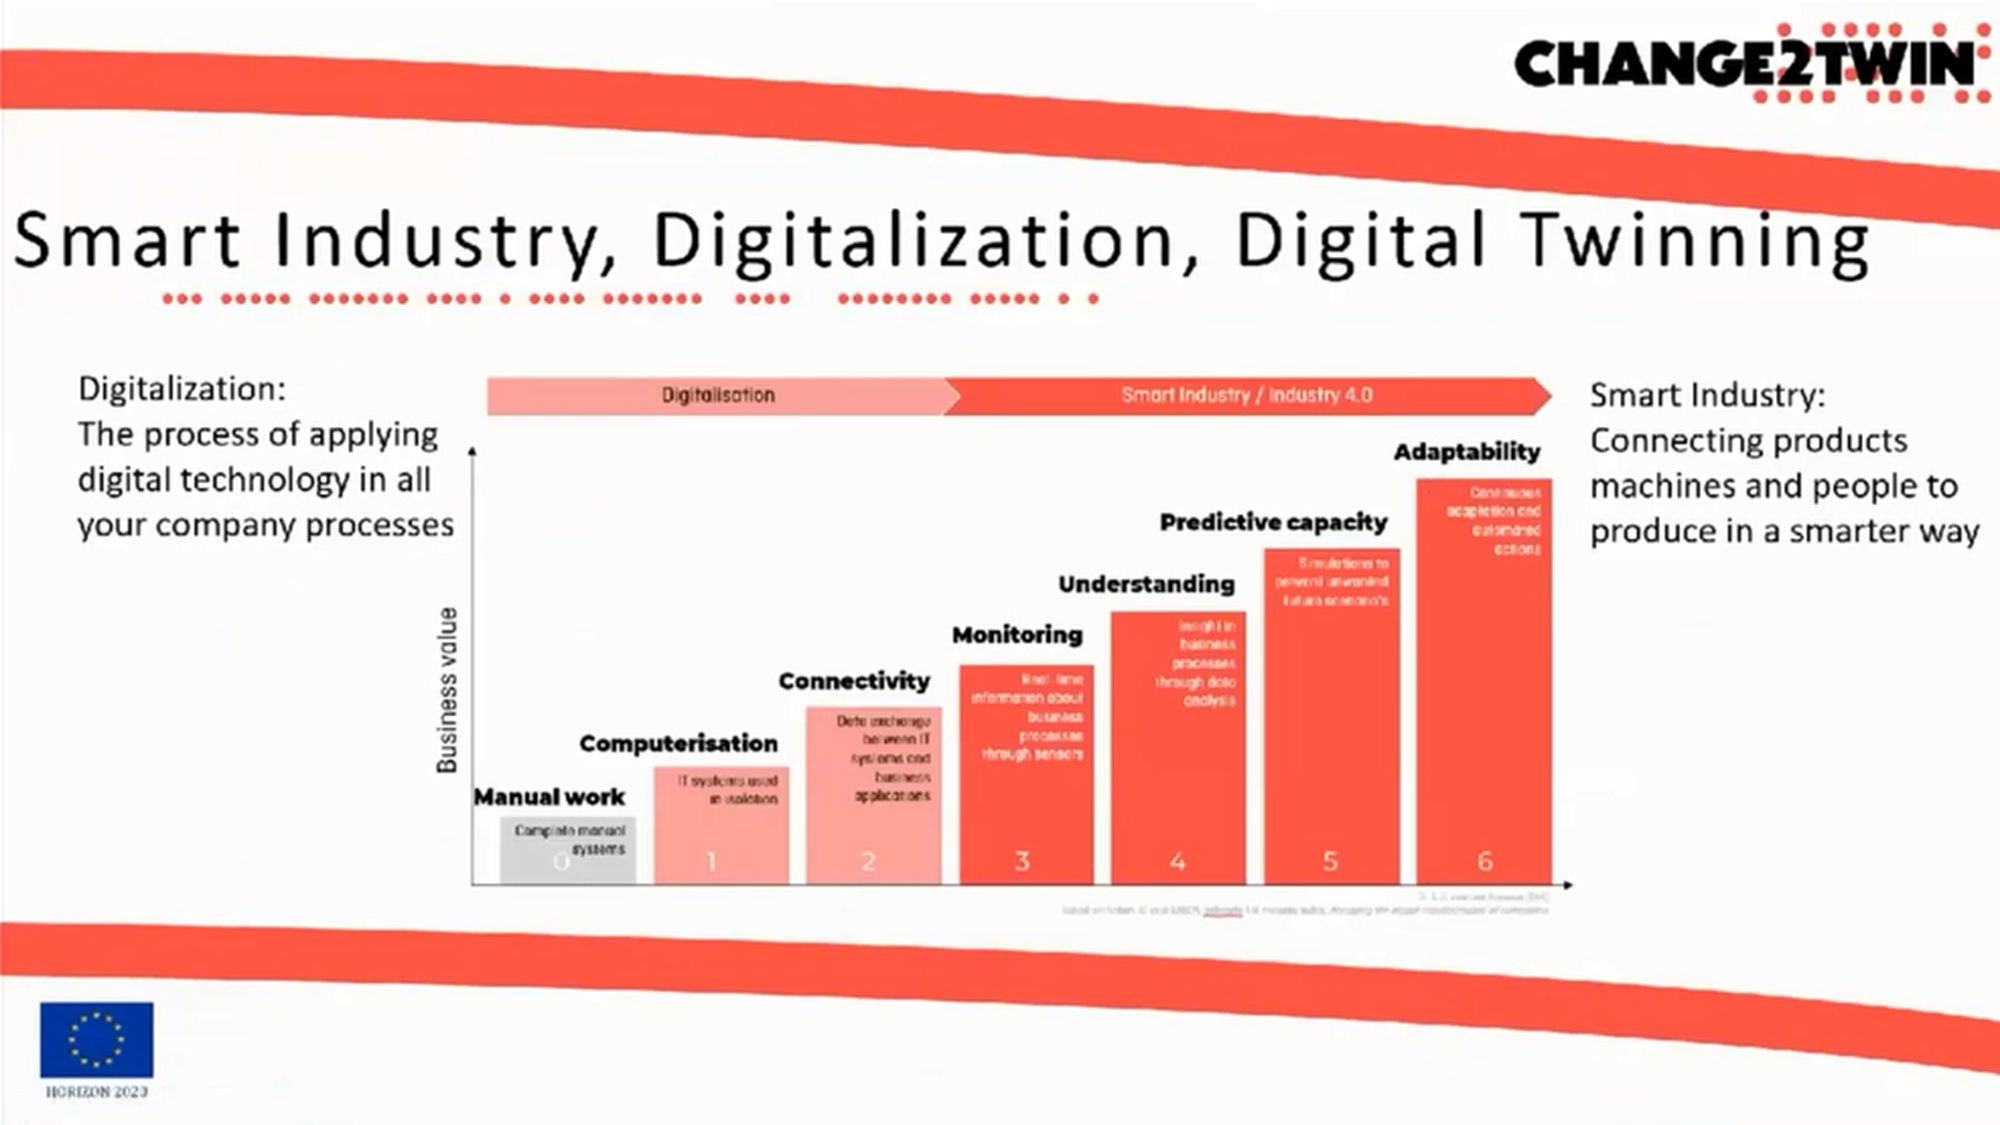 CHANGE2TWIN
Smart Industry, Digitalization, Digital Twinning
Digitalization:
The process of applying
digital technology in all
your company processes
Digitalisation
Smart Industry / Industry 4.0
Smart Industry:
Connecting products
machines and people to
produce in a smarter way
Business value
Manual work
Complete manual
systems
0
Computerisation
IT systems used
in isolation
1
Connectivity
Data exchange
between IT
systems and
business
applications
2
Monitoring
Real-time
information about
business
processes
through sensors
3
Understanding
Insight in
business
processes
through data
analysis
4
Predictive capacity
Simulations to
prevent unwanted
future scenario's
5
Adaptability
Continuous
adaptation and
automated
actions
6
HORIZON 2020